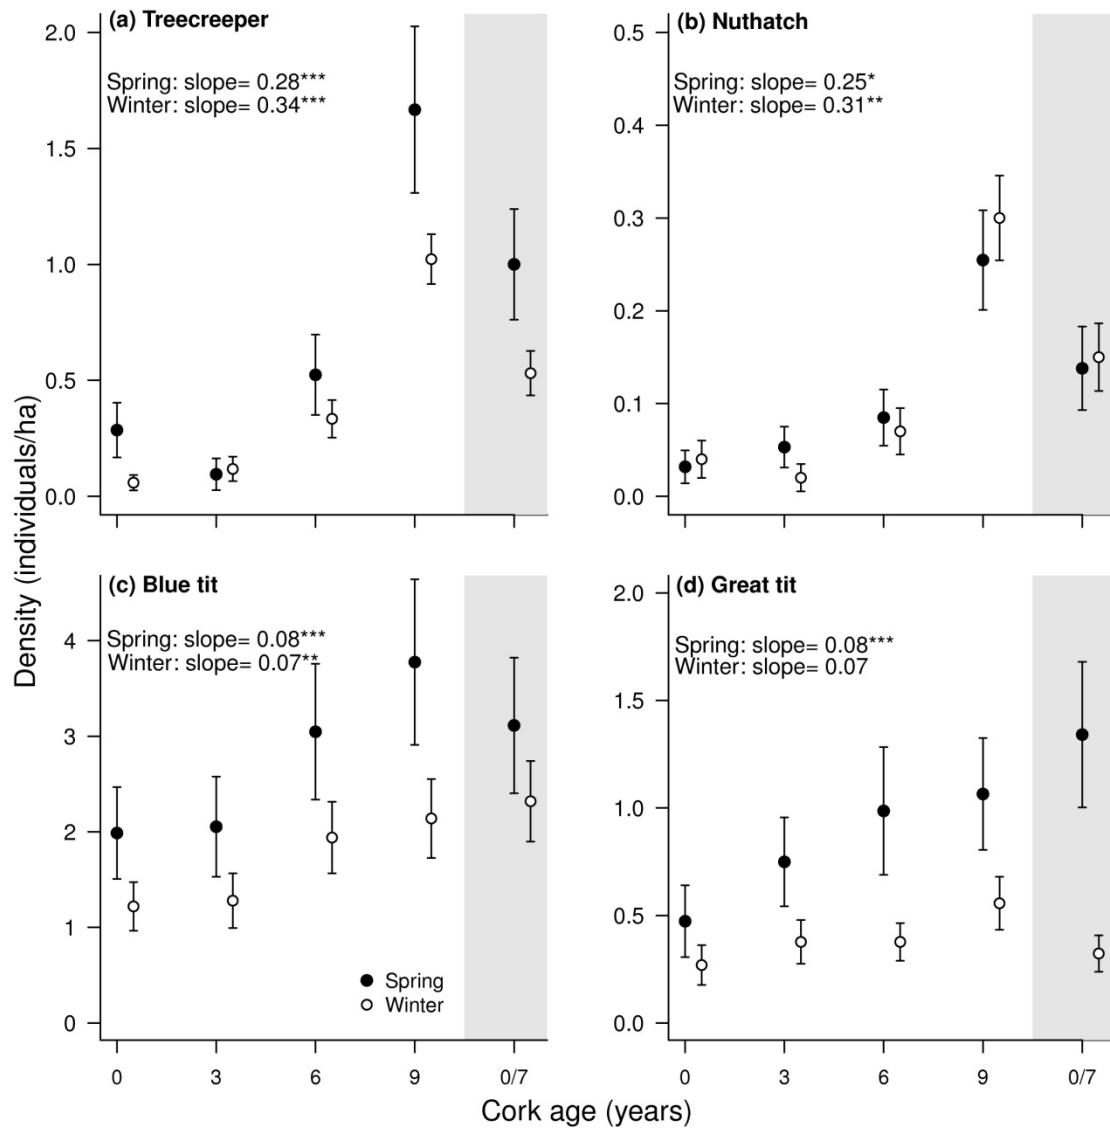 (a) Treecreeper
Spring: slope= 0.28***
Winter: slope= 0.34***
2.0
1.5
1.0
0.5
0.0
(b) Nuthatch
Spring: slope= 0.25*
Winter: slope= 0.31**
0.5
0.4
0.3
0.2
0.1
0.0
Density (individuals/ha)
(c) Blue tit
Spring: slope= 0.08***
Winter: slope= 0.07**
4
3
2
1
0
Spring
Winter
0 3 6 9 0/7
(d) Great tit
Spring: slope= 0.08***
Winter: slope= 0.07
2.0
1.5
1.0
0.5
0.0
0 3 6 9 0/7
Cork age (years)